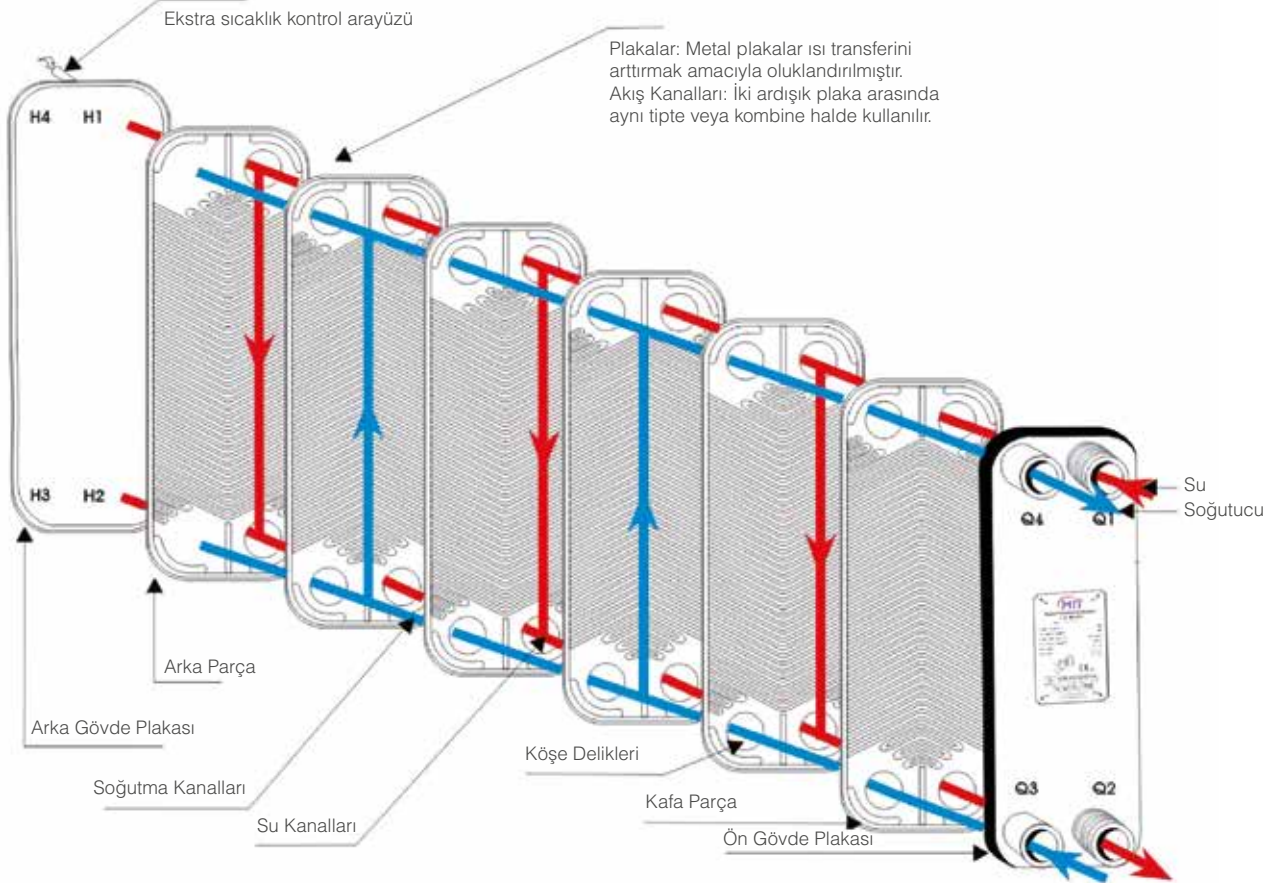 Ekstra sıcaklık kontrol arayüzü
Plakalar: Metal plakalar ısı transferini
arttırmak amacıyla oluklandırılmıştır.
Akış Kanalları: İki ardışık plaka arasında
aynı tipte veya kombine halde kullanılır.
H4 H1
H3 H2
Su
Soğutucu
Q4 Q1
MIT
Arka Parça
Arka Gövde Plakası
Köşe Delikleri
Soğutma Kanalları
Su Kanalları
Kafa Parça
Ön Gövde Plakası
Q3 Q2